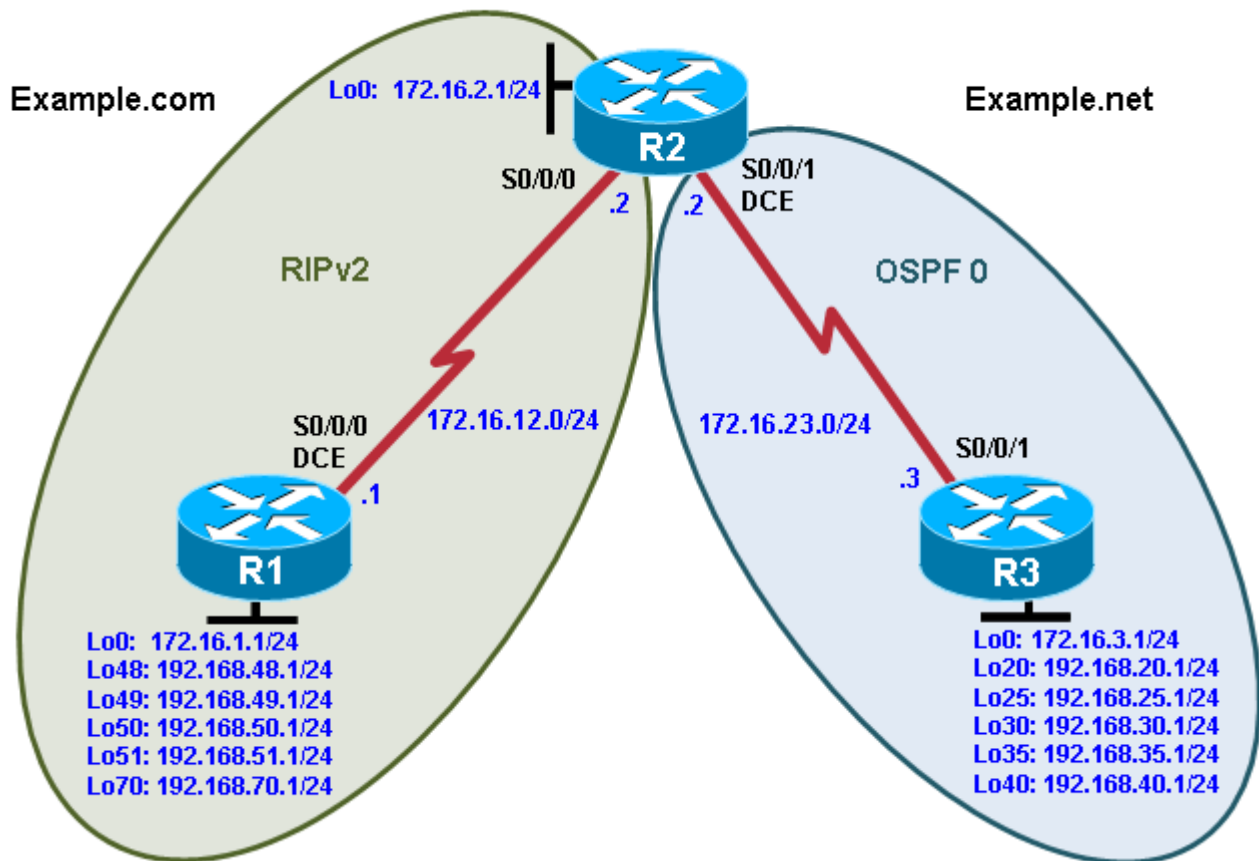 Example.com
Lo0: 172.16.2.1/24
R2
Example.net
S0/0/0
.2
.2
S0/0/1
DCE
RIPv2
OSPF 0
172.16.12.0/24
172.16.23.0/24
S0/0/0
DCE
.1
S0/0/1
.3
R1
R3
Lo0: 172.16.1.1/24
Lo48: 192.168.48.1/24
Lo49: 192.168.49.1/24
Lo50: 192.168.50.1/24
Lo51: 192.168.51.1/24
Lo70: 192.168.70.1/24
Lo0: 172.16.3.1/24
Lo20: 192.168.20.1/24
Lo25: 192.168.25.1/24
Lo30: 192.168.30.1/24
Lo35: 192.168.35.1/24
Lo40: 192.168.40.1/24